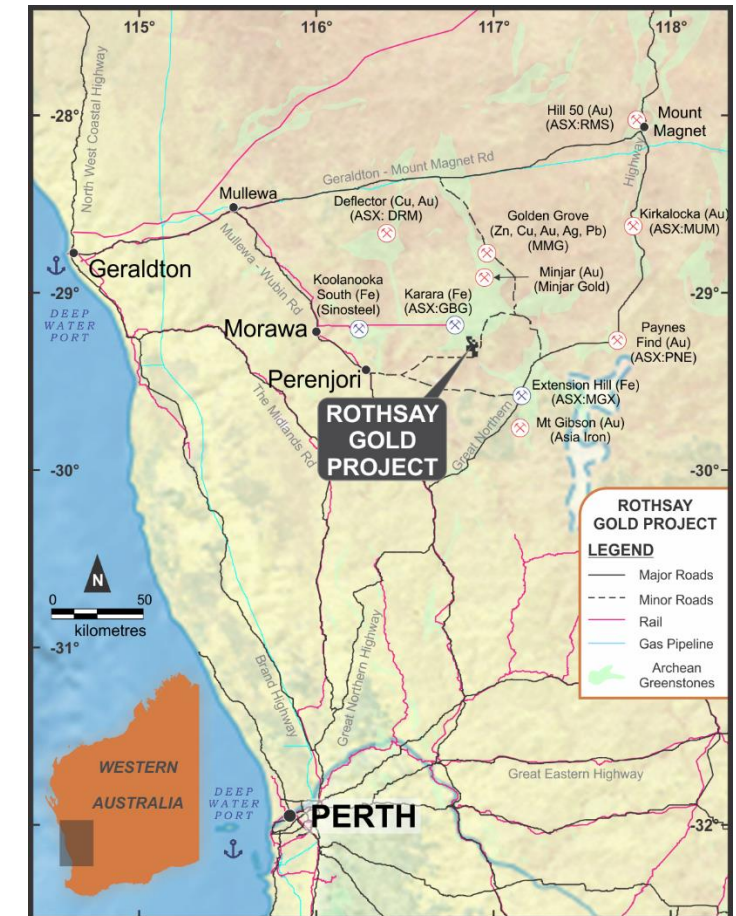 115°
116°
117°
118°
-28°
North West Coastal Highway
Hill 50 (Au)
(ASX:RMS)
Mount
Magnet
Geraldton - Mount Magnet Rd
Highway
Mullewa
Deflector (Cu, Au)
(ASX: DRM)
Golden Grove
(Zn, Cu, Au, Ag, Pb)
(MMG)
Kirkalocka (Au)
(ASX:MUM)
Mullewa - Wubin Rd
Geraldton
Minjar (Au)
(Minjar Gold)
-29°
-29°
DEEP
WATER
PORT
Koolanooka
South (Fe)
(Sinosteel)
Karara (Fe)
(ASX:GBG)
Morawa
Paynes
Find (Au)
(ASX:PNE)
Perenjori
Extension Hill (Fe)
(ASX:MGX)
ROTHSAY
GOLD
PROJECT
The Midlands Rd
Great Northern
Mt Gibson (Au)
(Asia Iron)
-30°
-30°
ROTHSAY
GOLD PROJECT
LEGEND
Major Roads
Minor Roads
Rail
Gas Pipeline
Archean
Greenstones
N
0
50
kilometres
-31°
Brand Highway
Great Northern Highway
WESTERN
AUSTRALIA
DEEP
WATER
PORT
Great Eastern Highway
PERTH
-32°
115°
116°
117°
118°